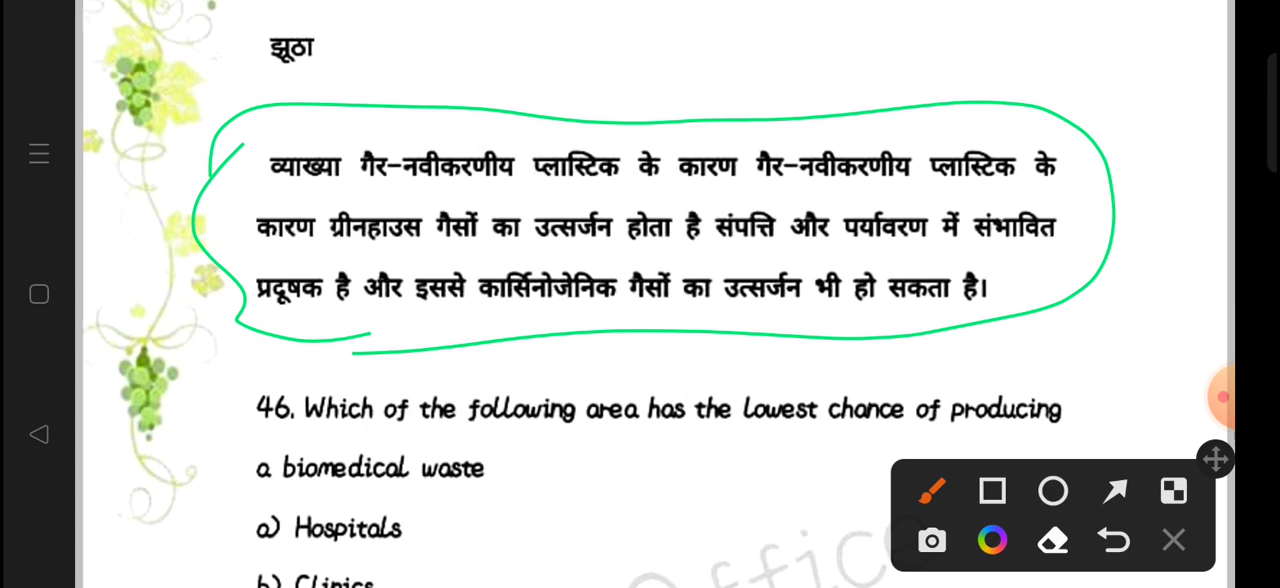 झूठा
व्याख्या गैर-नवीकरणीय प्लास्टिक के कारण गैर-नवीकरणीय प्लास्टिक के
कारण ग्रीनहाउस गैसों का उत्सर्जन होता है संपत्ति और पर्यावरण में संभावित
प्रदूषक है और इससे कार्सिनोजेनिक गैसों का उत्सर्जन भी हो सकता है।
46. Which of the following area has the lowest chance of producing
a biomedical waste
a) Hospitals
b) Clinics
Office